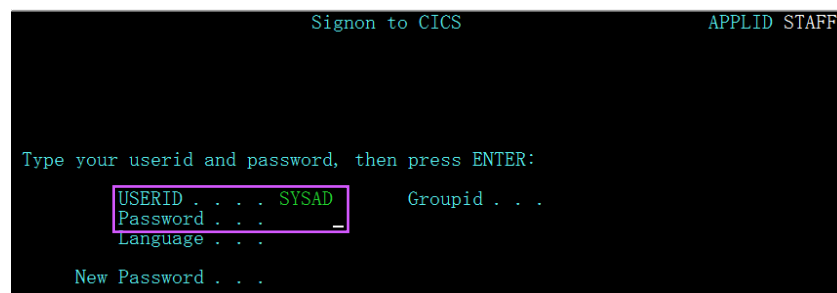 Signon to CICS APPLID STAFF
Type your userid and password, then press ENTER:
USERID . . . . SYSAD Groupid . . .
Password . . . _
Language . . .
New Password . . .